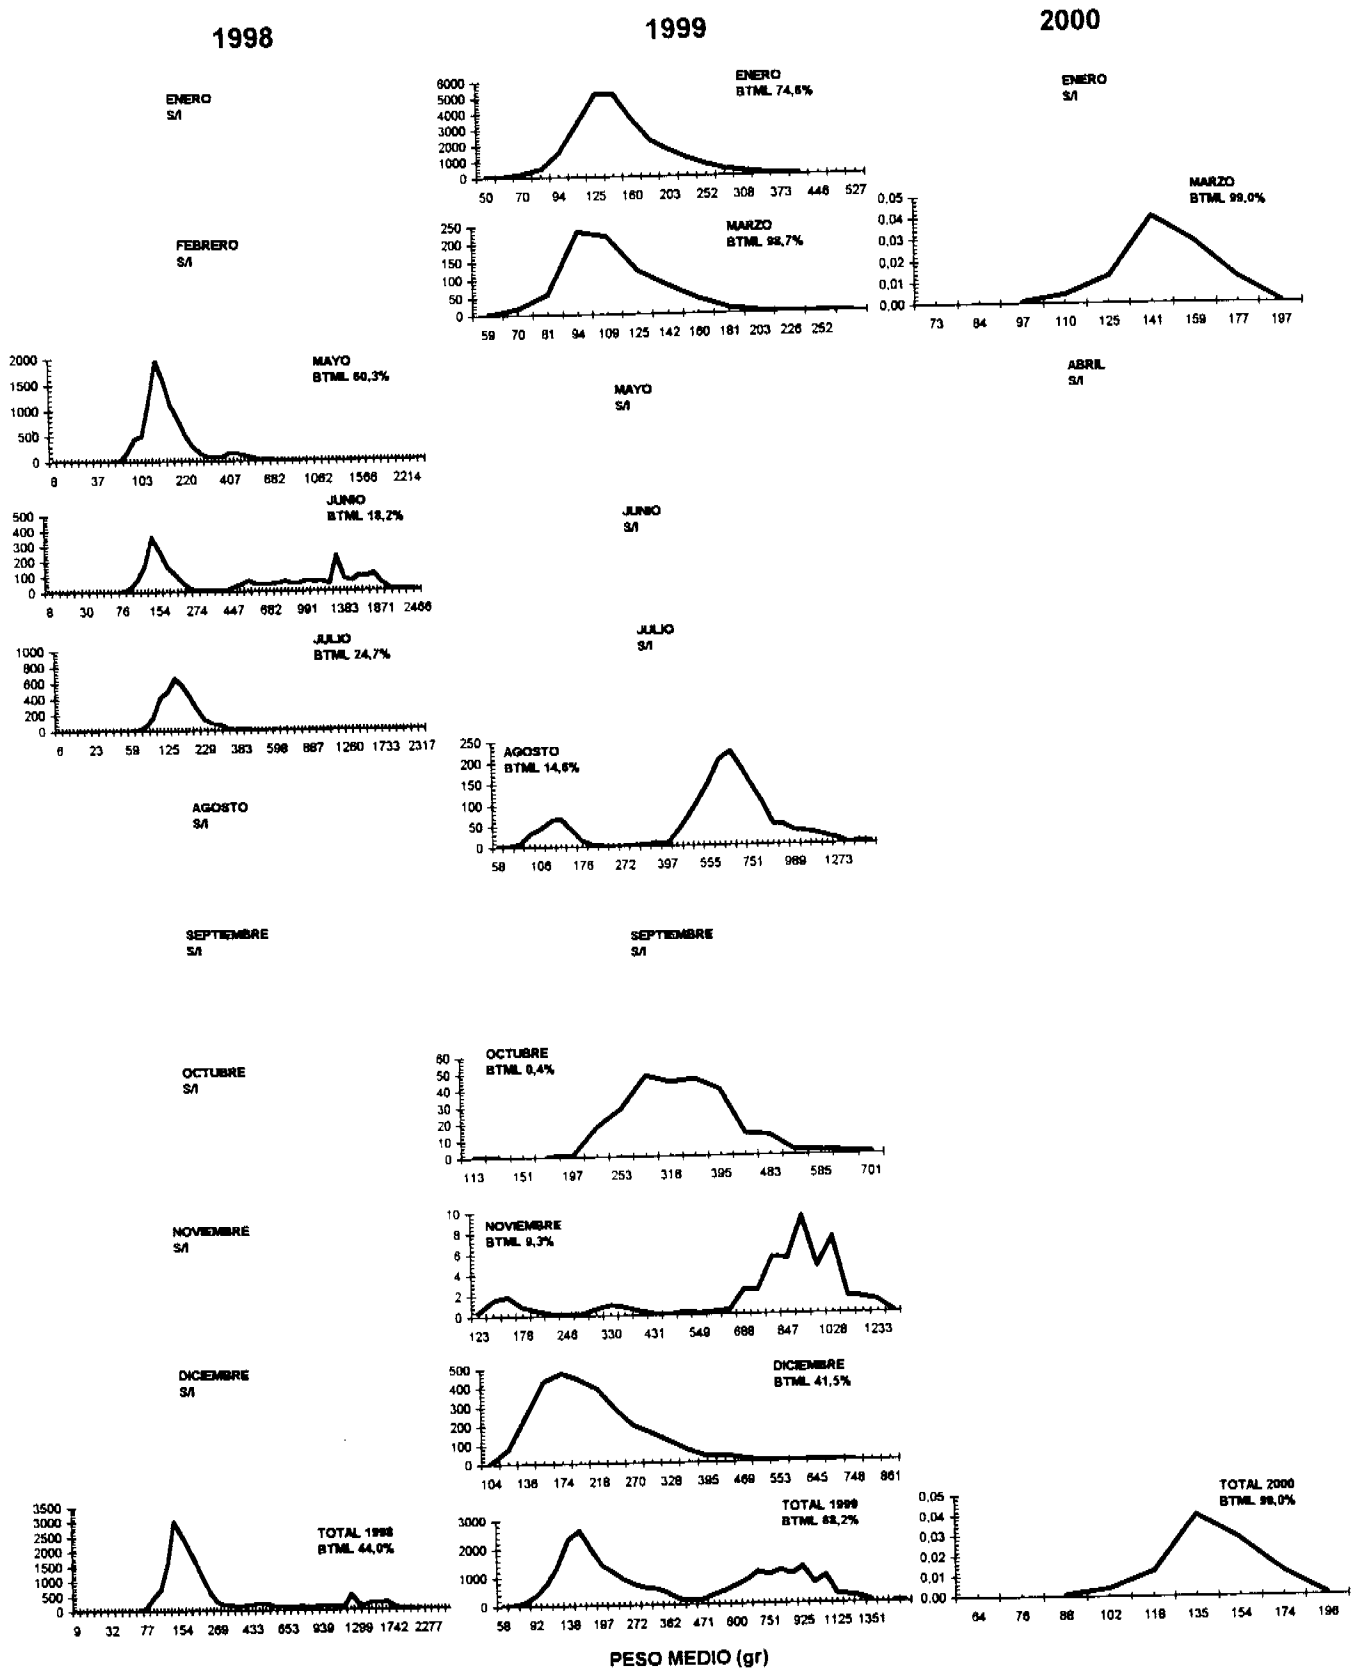 1998
ENERO
S/I
FEBRERO
S/I
MAYO
BTML 60,3%
2000
1500
1000
500
0
8 37 103 220 407 682 1062 1566 2214
JUNIO
BTML 18,2%
500
400
300
200
100
0
8 30 76 154 274 447 682 991 1383 1871 2466
JULIO
BTML 24,7%
1000
800
600
400
200
0
6 23 59 125 229 383 598 887 1260 1733 2317
AGOSTO
S/I
SEPTIEMBRE
S/I
OCTUBRE
S/I
NOVIEMBRE
S/I
DICIEMBRE
S/I
TOTAL 1998
BTML 44,0%
3500
3000
2500
2000
1500
1000
500
0
9 32 77 154 269 433 653 939 1299 1742 2277
1999
ENERO
BTML 74,6%
6000
5000
4000
3000
2000
1000
0
50 70 94 125 160 203 252 308 373 446 527
MARZO
BTML 98,7%
250
200
150
100
50
0
59 70 81 94 109 125 142 160 181 203 226 252
MAYO
S/I
JUNIO
S/I
JULIO
S/I
AGOSTO
BTML 14,6%
250
200
150
100
50
0
58 106 176 272 397 555 751 989 1273
SEPTIEMBRE
S/I
OCTUBRE
BTML 0,4%
60
50
40
30
20
10
0
113 151 197 253 318 395 483 585 701
NOVIEMBRE
BTML 9,3%
10
8
6
4
2
0
123 178 246 330 431 549 688 847 1028 1233
DICIEMBRE
BTML 41,5%
500
400
300
200
100
0
104 136 174 218 270 328 395 469 553 645 748 861
TOTAL 1999
BTML 68,2%
3000
2000
1000
0
58 92 138 197 272 362 471 600 751 925 1125 1351
2000
ENERO
S/I
MARZO
BTML 99,0%
0,05
0,04
0,03
0,02
0,01
0,00
73 84 97 110 125 141 159 177 197
ABRIL
S/I
TOTAL 2000
BTML 99,0%
0,05
0,04
0,03
0,02
0,01
0.00
64 76 88 102 118 135 154 174 196
PESO MEDIO (gr)